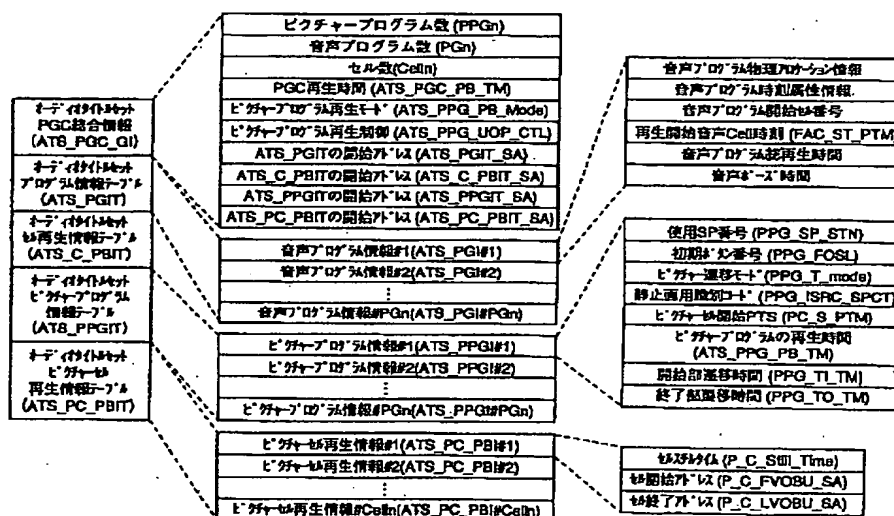 オーディオタイトルセット
PGC総合情報
(ATS_PGC_GI)
オーディオタイトルセット
プログラム情報テーブル
(ATS_PGIT)
オーディオタイトルセット
セル再生情報テーブル
(ATS_C_PBIT)
オーディオタイトルセット
ピクチャープログラム
情報テーブル
(ATS_PPGIT)
オーディオタイトルセット
ピクチャーセル
再生情報テーブル
(ATS_PC_PBIT)
ピクチャープログラム数(PPGn)
音声プログラム数(PGn)
セル数(Celln)
PGC再生時間(ATS_PGC_PB_TM)
ピクチャープログラム再生モード(ATS_PPG_PB_Mode)
ピクチャープログラム再生制御(ATS_PPG_UOP_CTL)
ATS_PGITの開始アドレス(ATS_PGIT_SA)
ATS_C_PBITの開始アドレス(ATS_C_PBIT_SA)
ATS_PPGITの開始アドレス(ATS_PPGIT_SA)
ATS_PC_PBITの開始アドレス(ATS_PC_PBIT_SA)
音声プログラム情報#1(ATS_PGI#1)
音声プログラム情報#2(ATS_PGI#2)
⋮
音声プログラム情報#PGn(ATS_PGI#PGn)
ピクチャープログラム情報#1(ATS_PPGI#1)
ピクチャープログラム情報#2(ATS_PPGI#2)
⋮
ピクチャープログラム情報#PGn(ATS_PPGI#PGn)
ピクチャーセル再生情報#1(ATS_PC_PBI#1)
ピクチャーセル再生情報#2(ATS_PC_PBI#2)
⋮
ピクチャーセル再生情報#Celln(ATS_PC_PBI#Celln)
音声プログラム物理アロケーション情報
音声プログラム時刻属性情報
音声プログラム開始セル番号
再生開始音声Cell時刻(FAC_ST_PTM)
音声プログラム総再生時間
音声ポーズ時間
使用SP番号(PPG_SP_STN)
初期ボタン番号(PPG_FOSL)
ピクチャー遷移モード(PPG_T_mode)
静止画用識別コード(PPG_ISRC_SPCT)
ピクチャーセル開始PTS(PC_S_PTM)
ピクチャープログラムの再生時間
(ATS_PPG_PB_TM)
開始部遷移時間(PPG_TI_TM)
終了部遷移時間(PPG_TO_TM)
セルスチルタイム(P_C_Still_Time)
セル開始アドレス(P_C_FVOBU_SA)
セル終了アドレス(P_C_LVOBU_SA)